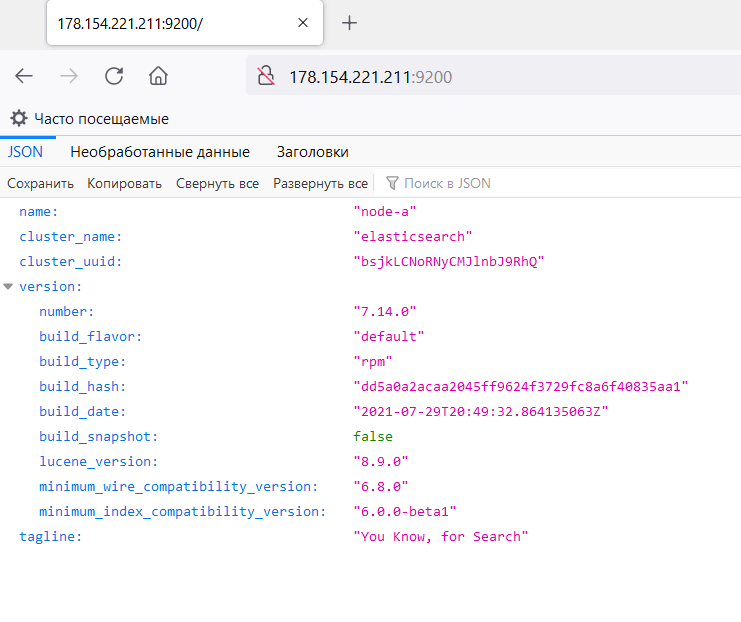 178.154.221.211:9200/
178.154.221.211:9200
Часто посещаемые
JSON Необработанные данные Заголовки
Сохранить Копировать Свернуть все Развернуть все Поиск в JSON
name: "node-a"
cluster_name: "elasticsearch"
cluster_uuid: "bsjkLCNoRNyCMJlnbJ9RhQ"
version:
number: "7.14.0"
build_flavor: "default"
build_type: "rpm"
build_hash: "dd5a0a2acaa2045ff9624f3729fc8a6f40835aa1"
build_date: "2021-07-29T20:49:32.864135063Z"
build_snapshot: false
lucene_version: "8.9.0"
minimum_wire_compatibility_version: "6.8.0"
minimum_index_compatibility_version: "6.0.0-beta1"
tagline: "You Know, for Search"